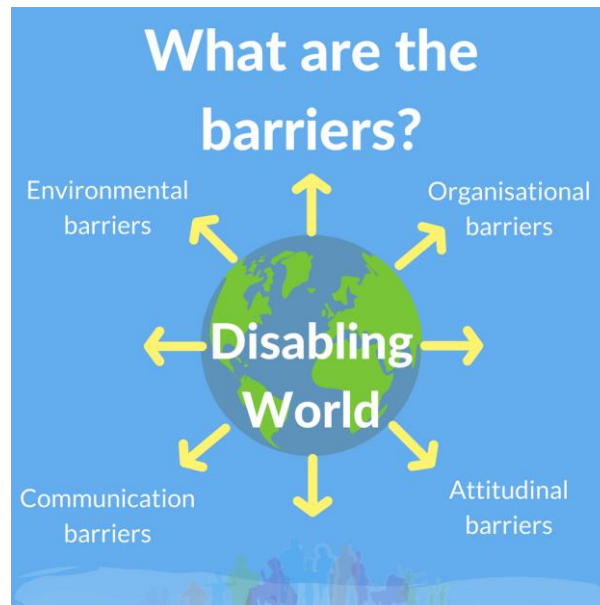 What are the
barriers?
Environmental
barriers
Organisational
barriers
Disabling
World
Communication
barriers
Attitudinal
barriers